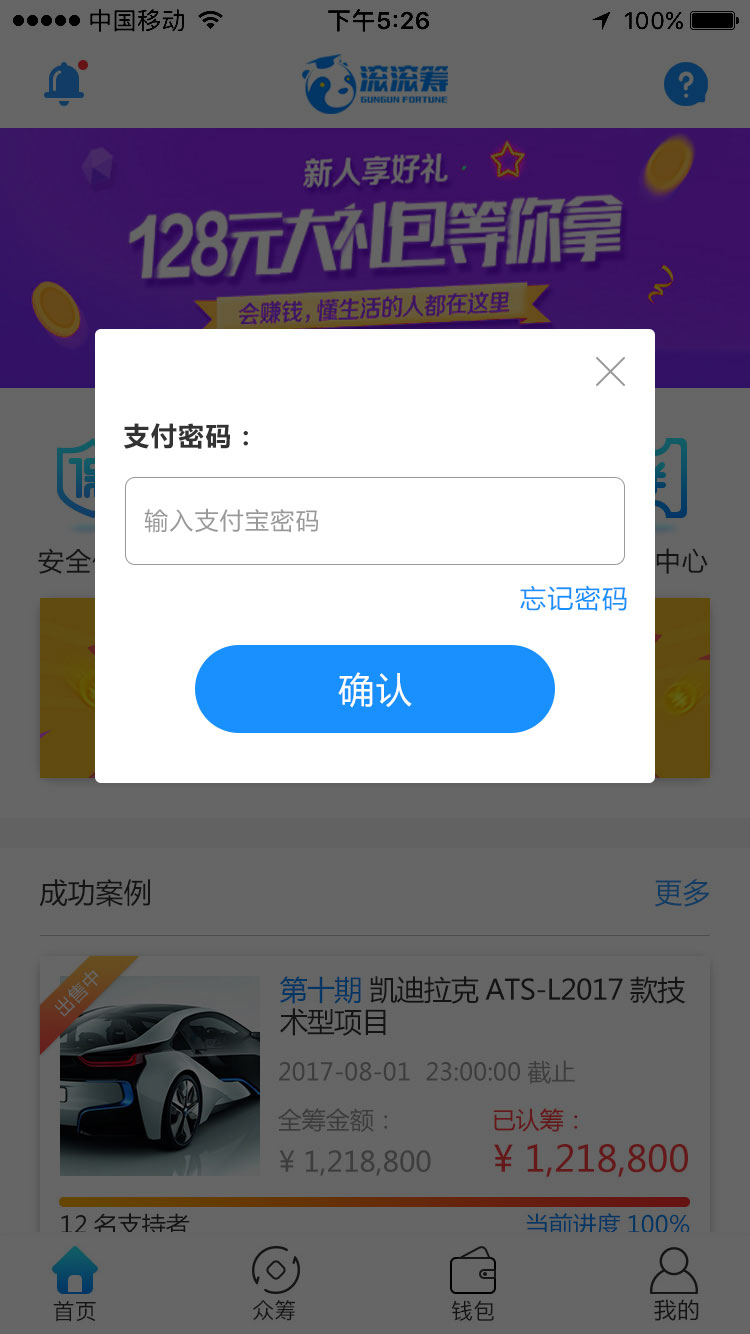 中国移动 下午5:26 100%
滚滚筹
GUNGUN FORTUNE
?
新人享好礼
128元大礼包等你拿
会赚钱,懂生活的人都在这里
支付密码：
输入支付宝密码
安全
中心
忘记密码
确认
成功案例 更多
出售中
第十期 凯迪拉克 ATS-L2017 款技
术型项目
2017-08-01 23:00:00 截止
全筹金额： 已认筹：
¥ 1,218,800 ¥ 1,218,800
12 名支持者 当前进度 100%
首页 众筹 钱包 我的